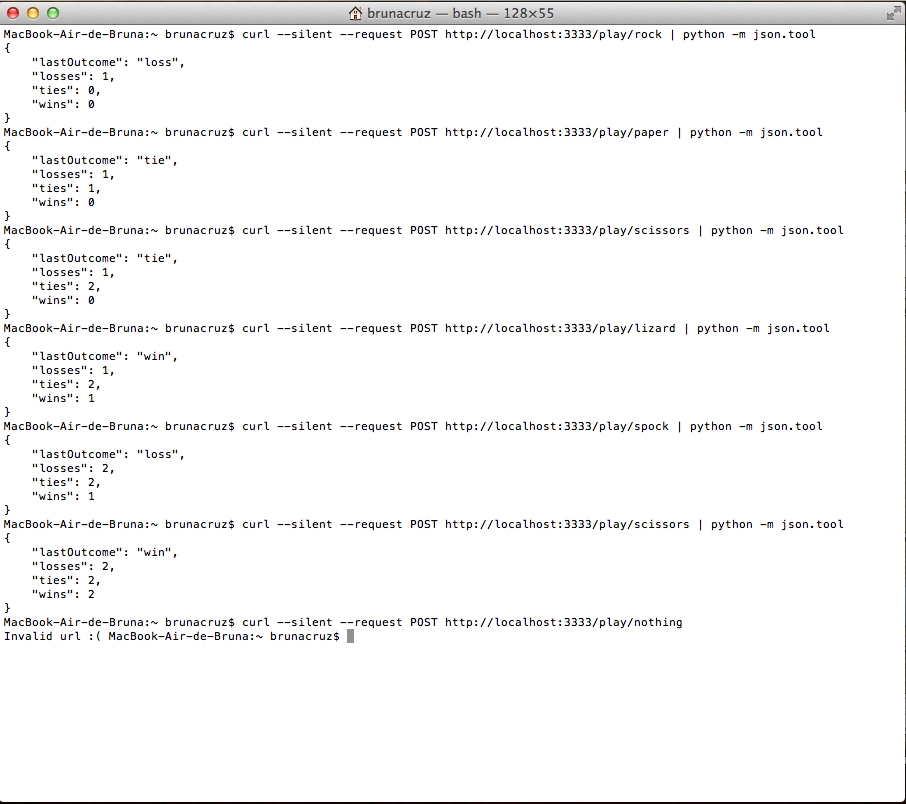 brunacruz — bash — 128×55
MacBook-Air-de-Bruna:~ brunacruz$ curl --silent --request POST http://localhost:3333/play/rock | python -m json.tool
{
    "lastOutcome": "loss",
    "losses": 1,
    "ties": 0,
    "wins": 0
}
MacBook-Air-de-Bruna:~ brunacruz$ curl --silent --request POST http://localhost:3333/play/paper | python -m json.tool
{
    "lastOutcome": "tie",
    "losses": 1,
    "ties": 1,
    "wins": 0
}
MacBook-Air-de-Bruna:~ brunacruz$ curl --silent --request POST http://localhost:3333/play/scissors | python -m json.tool
{
    "lastOutcome": "tie",
    "losses": 1,
    "ties": 2,
    "wins": 0
}
MacBook-Air-de-Bruna:~ brunacruz$ curl --silent --request POST http://localhost:3333/play/lizard | python -m json.tool
{
    "lastOutcome": "win",
    "losses": 1,
    "ties": 2,
    "wins": 1
}
MacBook-Air-de-Bruna:~ brunacruz$ curl --silent --request POST http://localhost:3333/play/spock | python -m json.tool
{
    "lastOutcome": "loss",
    "losses": 2,
    "ties": 2,
    "wins": 1
}
MacBook-Air-de-Bruna:~ brunacruz$ curl --silent --request POST http://localhost:3333/play/scissors | python -m json.tool
{
    "lastOutcome": "win",
    "losses": 2,
    "ties": 2,
    "wins": 2
}
MacBook-Air-de-Bruna:~ brunacruz$ curl --silent --request POST http://localhost:3333/play/nothing
Invalid url :( MacBook-Air-de-Bruna:~ brunacruz$